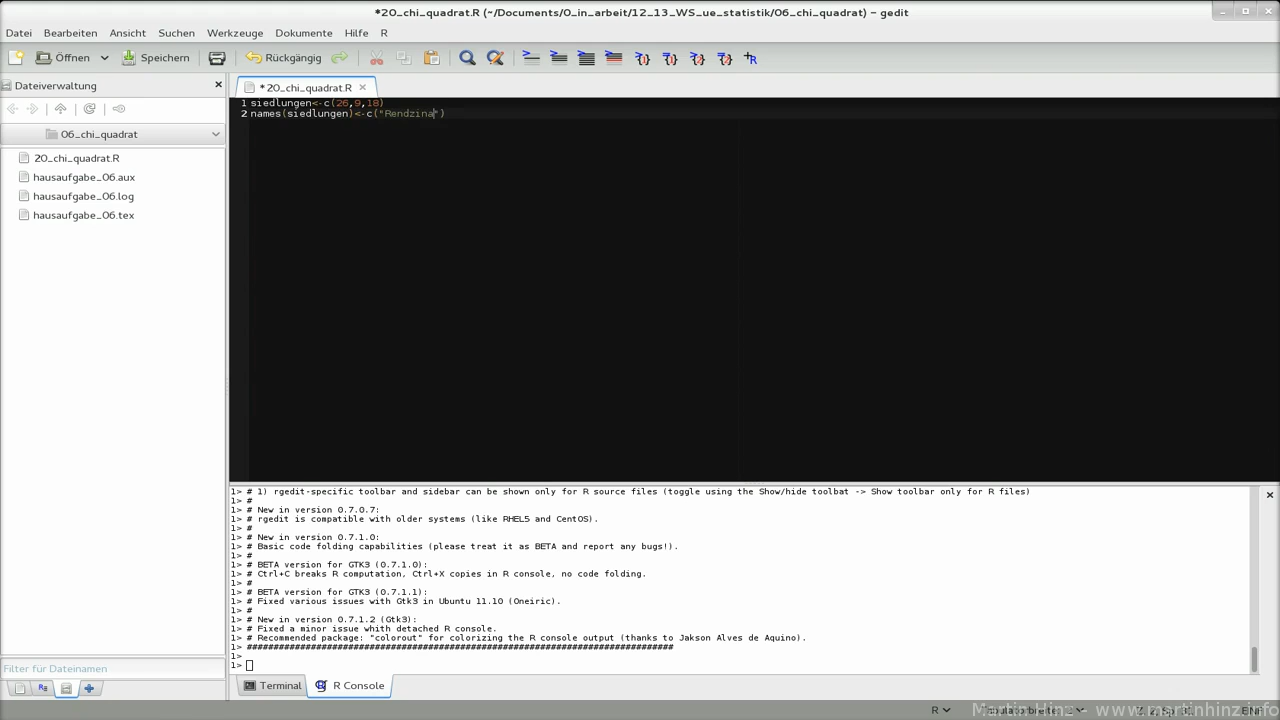 *20_chi_quadrat.R (~/Documents/0_in_arbeit/12_13_WS_ue_statistik/06_chi_quadrat) – gedit
Datei Bearbeiten Ansicht Suchen Werkzeuge Dokumente Hilfe R
Öffnen Speichern Rückgängig
Dateiverwaltung
*20_chi_quadrat.R
06_chi_quadrat
20_chi_quadrat.R
hausaufgabe_06.aux
hausaufgabe_06.log
hausaufgabe_06.tex
Filter für Dateinamen
1 siedlungen<-c(26,9,18)
2 names(siedlungen)<-c("Rendzina")
1> # 1) rgedit-specific toolbar and sidebar can be shown only for R source files (toggle using the Show/hide toolbat -> Show toolbar only for R files)
1> #
1> # New in version 0.7.0.7:
1> # rgedit is compatible with older systems (like RHEL5 and CentOS).
1> #
1> # New in version 0.7.1.0:
1> # Basic code folding capabilities (please treat it as BETA and report any bugs!).
1> #
1> # BETA version for GTK3 (0.7.1.0):
1> # Ctrl+C breaks R computation, Ctrl+X copies in R console, no code folding.
1> #
1> # BETA version for GTK3 (0.7.1.1):
1> # Fixed various issues with Gtk3 in Ubuntu 11.10 (Oneiric).
1> #
1> # New in version 0.7.1.2 (Gtk3):
1> # Fixed a minor issue whith detached R console.
1> # Recommended package: "colorout" for colorizing the R console output (thanks to Jakson Alves de Aquino).
1> ################################################################################
1>
1>
Terminal R Console
R
Martin Hinz - www.martinhinz.info